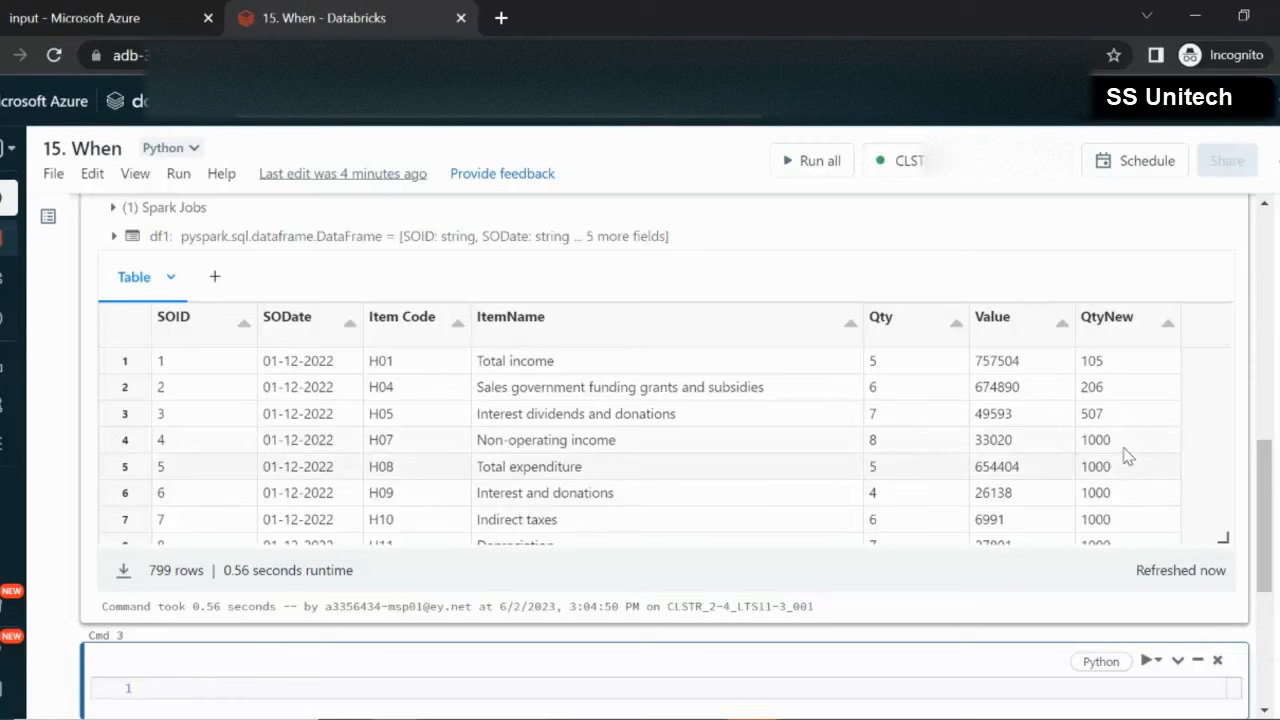 input - Microsoft Azure
15. When - Databricks
adb-
Incognito
SS Unitech
crosoft Azure
15. When
Python
Run all
CLST
Schedule
Share
File Edit View Run Help Last edit was 4 minutes ago Provide feedback
(1) Spark Jobs
df1: pyspark.sql.dataframe.DataFrame = [SOID: string, SODate: string ... 5 more fields]
Table +
SOID SODate Item Code ItemName Qty Value QtyNew
1 1 01-12-2022 H01 Total income 5 757504 105
2 2 01-12-2022 H04 Sales government funding grants and subsidies 6 674890 206
3 3 01-12-2022 H05 Interest dividends and donations 7 49593 507
4 4 01-12-2022 H07 Non-operating income 8 33020 1000
5 5 01-12-2022 H08 Total expenditure 5 654404 1000
6 6 01-12-2022 H09 Interest and donations 4 26138 1000
7 7 01-12-2022 H10 Indirect taxes 6 6991 1000
799 rows | 0.56 seconds runtime
Refreshed now
Command took 0.56 seconds -- by a3356434-msp01@ey.net at 6/2/2023, 3:04:50 PM on CLSTR_2-4_LTS11-3_001
NEW
Cmd 3
NEW
Python
1